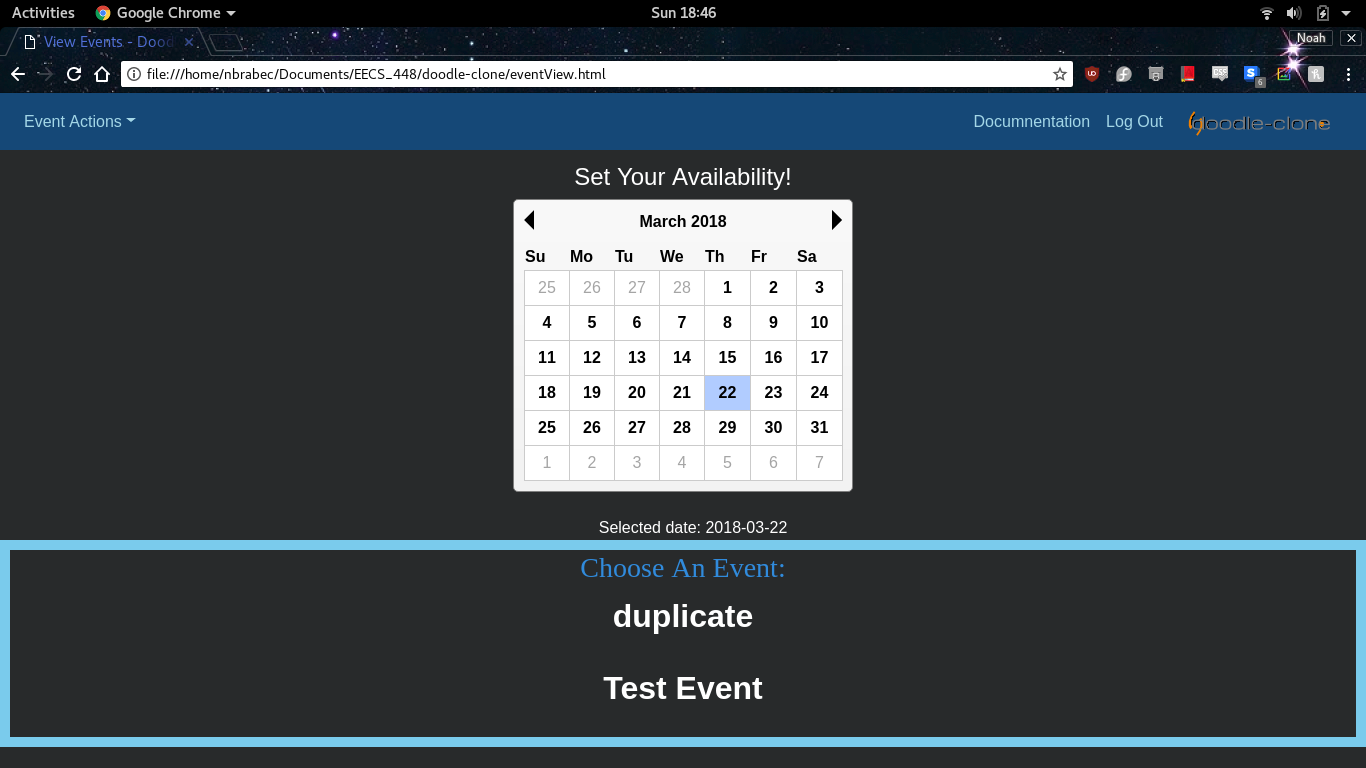 Activities Google Chrome Sun 18:46
View Events - Dood Noah
file:///home/nbrabec/Documents/EECS_448/doodle-clone/eventView.html 6
Event Actions Documnentation Log Out doodle-clone
Set Your Availability!
March 2018
Su Mo Tu We Th Fr Sa
25 26 27 28 1 2 3
4 5 6 7 8 9 10
11 12 13 14 15 16 17
18 19 20 21 22 23 24
25 26 27 28 29 30 31
1 2 3 4 5 6 7
Selected date: 2018-03-22
Choose An Event:
duplicate
Test Event